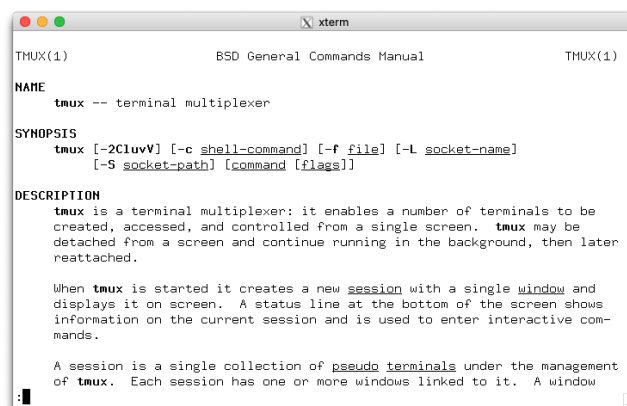 xterm
TMUX(1) BSD General Commands Manual TMUX(1)
NAME
tmux -- terminal multiplexer
SYNOPSIS
tmux [-2CluvV] [-c shell-command] [-f file] [-L socket-name]
[-S socket-path] [command [flags]]
DESCRIPTION
tmux is a terminal multiplexer: it enables a number of terminals to be
created, accessed, and controlled from a single screen. tmux may be
detached from a screen and continue running in the background, then later
reattached.
When tmux is started it creates a new session with a single window and
displays it on screen. A status line at the bottom of the screen shows
information on the current session and is used to enter interactive com-
mands.
A session is a single collection of pseudo terminals under the management
of tmux. Each session has one or more windows linked to it. A window
: